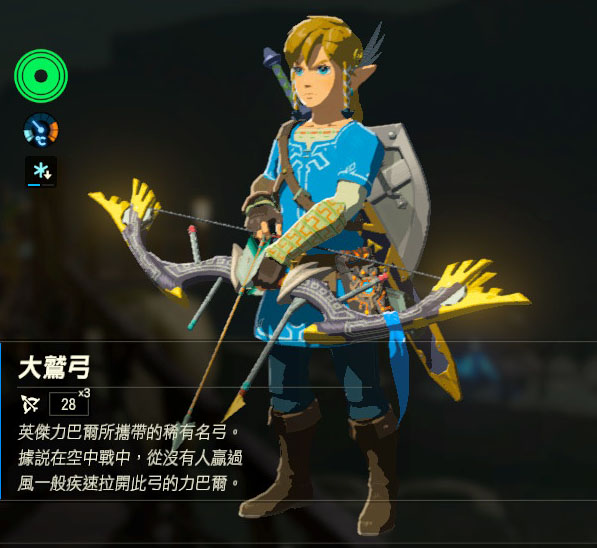 大鷲弓
28 x3
英傑力巴爾所攜帶的稀有名弓。
據說在空中戰中，從沒有人贏過
風一般疾速拉開此弓的力巴爾。